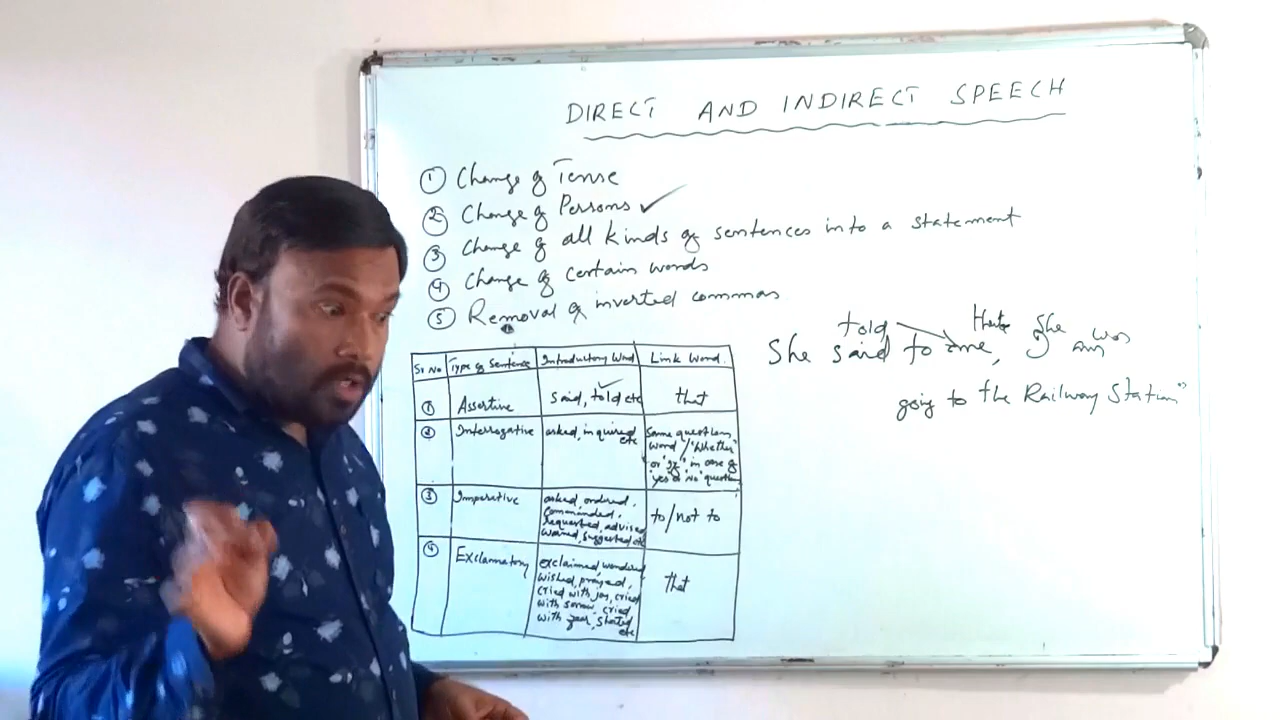 DIRECT AND INDIRECT SPEECH
① Change of Tense
② Change of Persons ✓
③ Change of all kinds of sentences into a statement
④ Change of certain words
⑤ Removal of inverted commas
told that she was
She said to me, am
going to the Railway Station"
Sr No Type of Sentence Introductory Word Link Word
① Assertive said, told etc that
② Interrogative asked, inquired etc Same question word / "Whether" or "if" in case of yes or No question
③ Imperative asked, ordered, commanded, requested, advised, warned, suggested etc to/not to
④ Exclamatory exclaimed, wondered, wished, prayed, cried with joy, cried with sorrow, cried with fear, shouted etc that